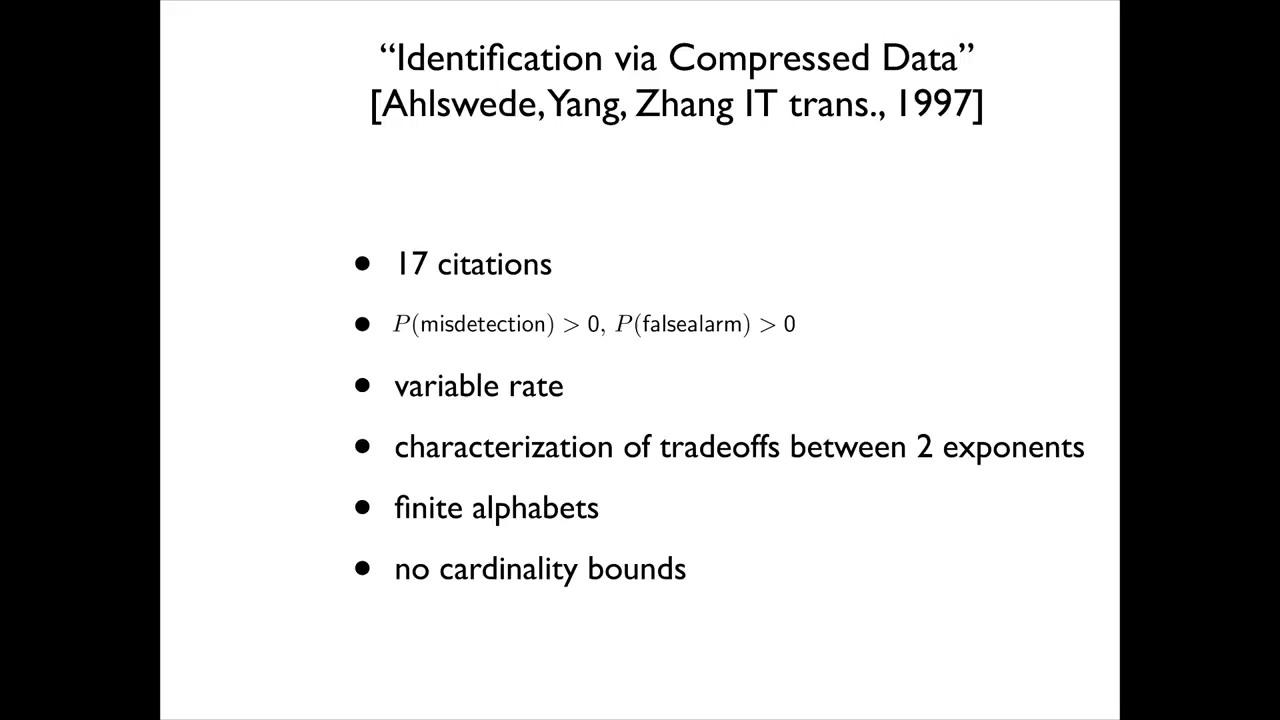 “Identification via Compressed Data”
[Ahlswede, Yang, Zhang IT trans., 1997]
• 17 citations
• P(misdetection) > 0, P(falsealarm) > 0
• variable rate
• characterization of tradeoffs between 2 exponents
• finite alphabets
• no cardinality bounds